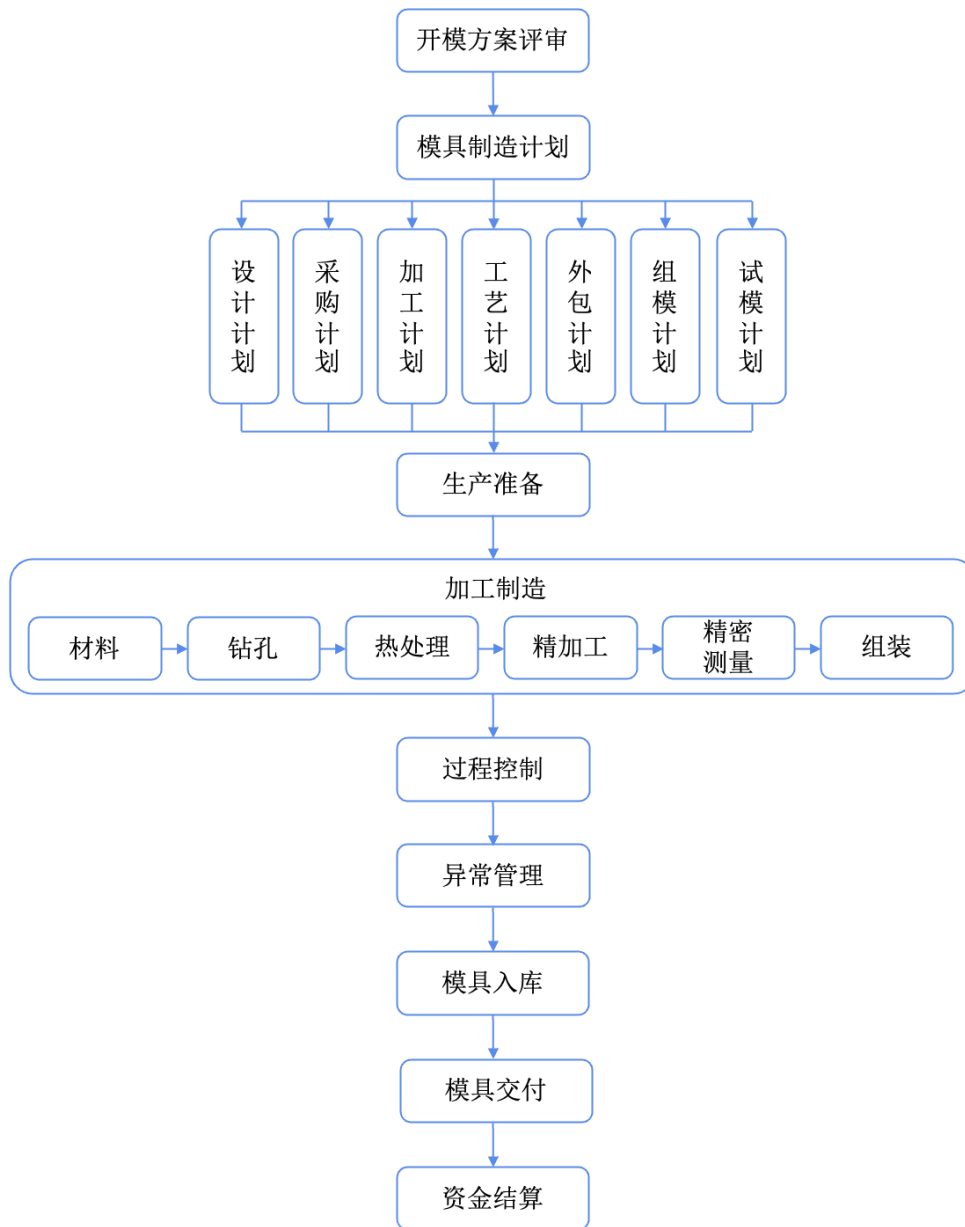 开模方案评审
模具制造计划
设计计划
采购计划
加工计划
工艺计划
外包计划
组模计划
试模计划
生产准备
加工制造
材料
钻孔
热处理
精加工
精密
测量
组装
过程控制
异常管理
模具入库
模具交付
资金结算